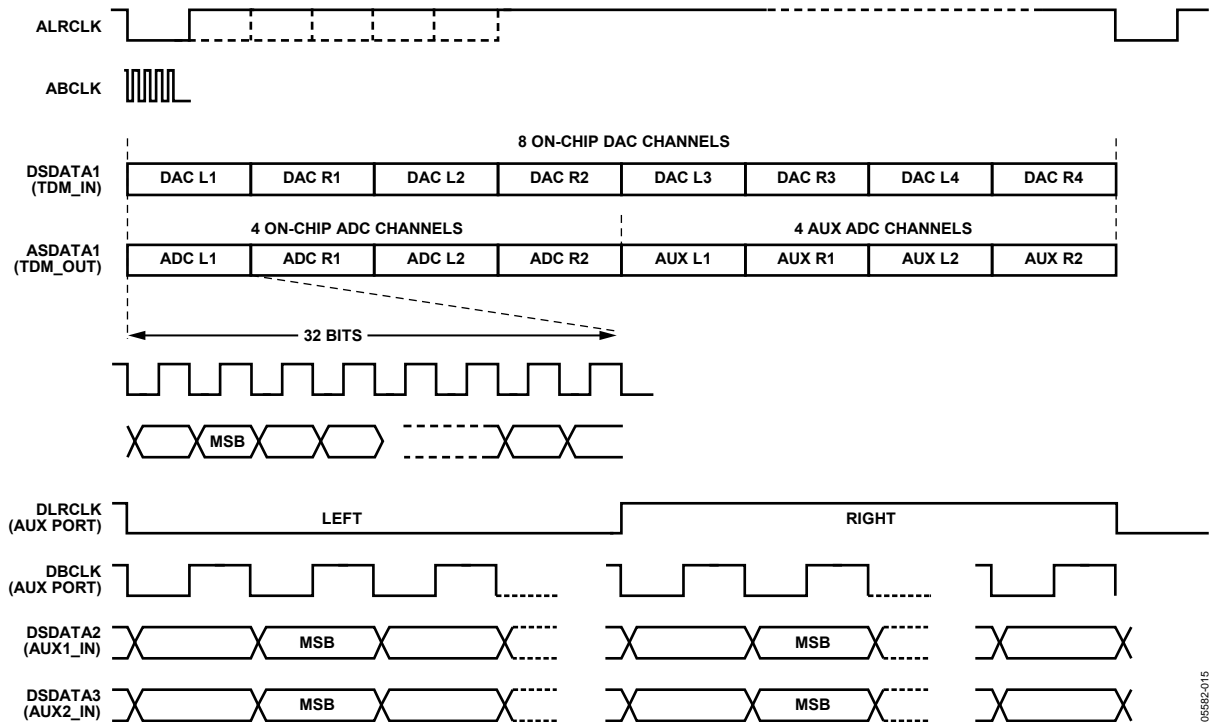 ALRCLK
ABCLK
8 ON-CHIP DAC CHANNELS
DSDATA1
(TDM_IN)
DAC L1 DAC R1 DAC L2 DAC R2 DAC L3 DAC R3 DAC L4 DAC R4
4 ON-CHIP ADC CHANNELS 4 AUX ADC CHANNELS
ASDATA1
(TDM_OUT)
ADC L1 ADC R1 ADC L2 ADC R2 AUX L1 AUX R1 AUX L2 AUX R2
32 BITS
MSB
DLRCLK
(AUX PORT)
LEFT RIGHT
DBCLK
(AUX PORT)
DSDATA2
(AUX1_IN)
MSB MSB
DSDATA3
(AUX2_IN)
MSB MSB
05582-015